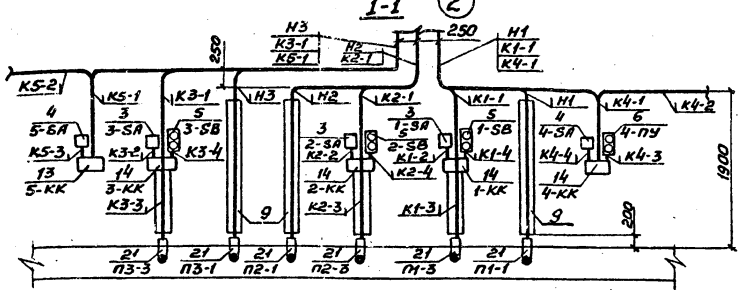 1-1
2
Н3
К3-1
К6-1
Н2
К2-1
250
Н1
К1-1
К4-1
250
К5-2
К5-1
К3-1
Н3
Н2
К2-1
К1-1
Н1
К4-1
К4-2
4
5-SA
3
3-SA
5
3-SB
3
2-SA
5
2-SB
3
1-SA
5
1-SB
4
4-SA
6
4-ПУ
К5-3
К3-2
К3-4
К2-2
К2-4
К1-2
К1-4
К4-4
К4-3
13
5-КК
14
3-КК
14
2-КК
14
1-КК
14
4-КК
К3-3
9
К2-3
К1-3
9
1900
200
21
П3-3
21
П3-1
21
П2-1
21
П2-3
21
П1-3
21
П1-1